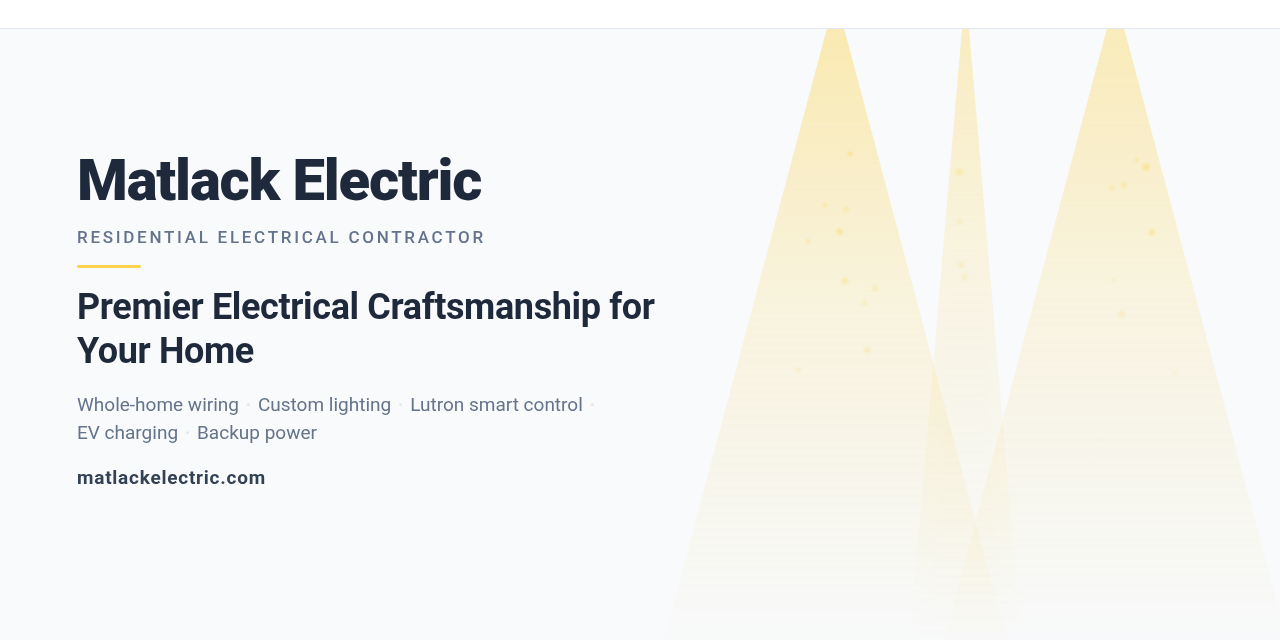 Matlack Electric
RESIDENTIAL ELECTRICAL CONTRACTOR
Premier Electrical Craftsmanship for
Your Home
Whole-home wiring · Custom lighting · Lutron smart control ·
EV charging · Backup power
matlackelectric.com